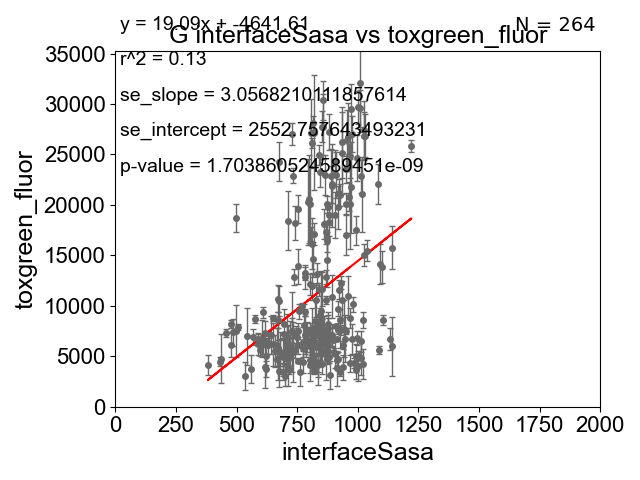 y = 19.09x + -4641.61
N = 264
G interfaceSasa vs toxgreen_fluor
r^2 = 0.13
se_slope = 3.0568210111857614
se_intercept = 2552.757643493231
p-value = 1.703860524589451e-09
35000
30000
25000
20000
15000
10000
5000
0
toxgreen_fluor
0 250 500 750 1000 1250 1500 1750 2000
interfaceSasa